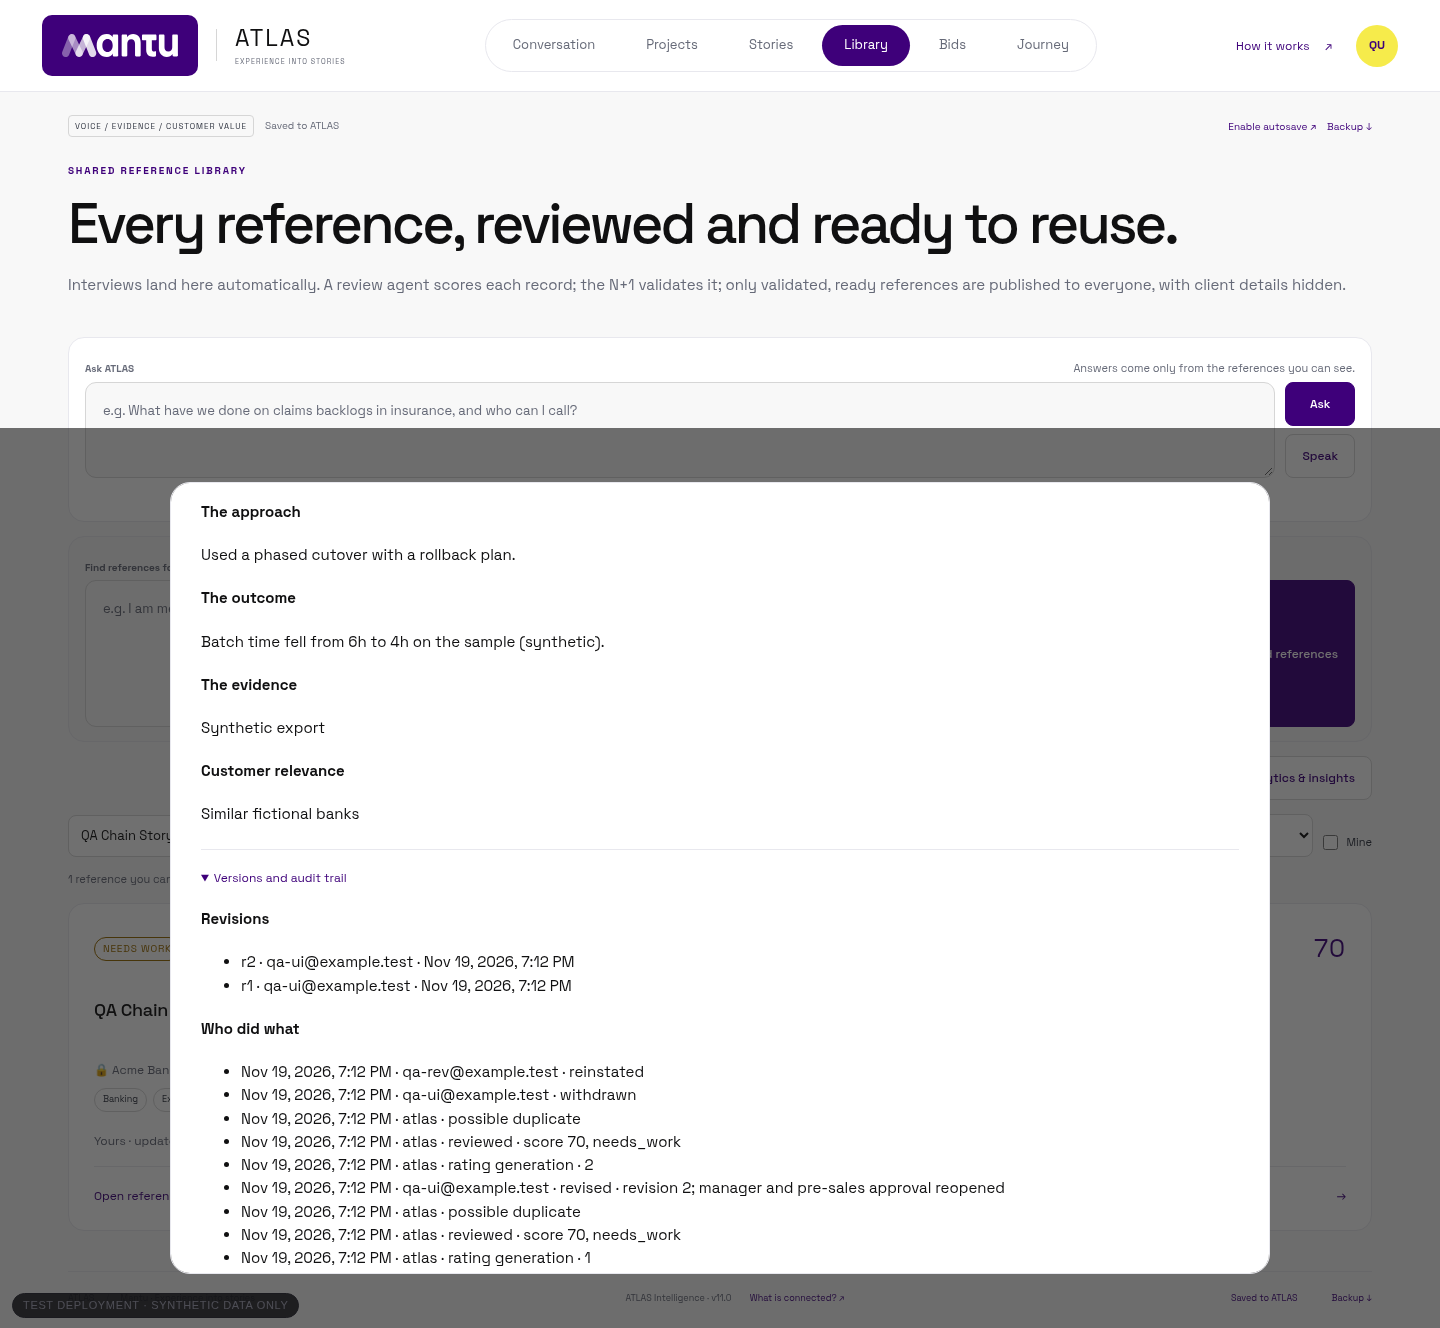 Mantu
ATLAS
EXPERIENCE INTO STORIES
Conversation
Projects
Stories
Library
Bids
Journey
How it works ↗
QU
VOICE / EVIDENCE / CUSTOMER VALUE
Saved to ATLAS
Enable autosave ↗
Backup ↓
SHARED REFERENCE LIBRARY
Every reference, reviewed and ready to reuse.
Interviews land here automatically. A review agent scores each record; the N+1 validates it; only validated, ready references are published to everyone, with client details hidden.
Ask ATLAS
Answers come only from the references you can see.
e.g. What have we done on claims backlogs in insurance, and who can I call?
Ask
Speak
Find references
e.g. I am
references
& insights
QA Chain Story
Mine
1 reference you
NEEDS WORK
70
QA Chain
Acme
Banking
Yours ·
Open
→
The approach
Used a phased cutover with a rollback plan.
The outcome
Batch time fell from 6h to 4h on the sample (synthetic).
The evidence
Synthetic export
Customer relevance
Similar fictional banks
▼ Versions and audit trail
Revisions
• r2 · qa-ui@example.test · Nov 19, 2026, 7:12 PM
• r1 · qa-ui@example.test · Nov 19, 2026, 7:12 PM
Who did what
• Nov 19, 2026, 7:12 PM · qa-rev@example.test · reinstated
• Nov 19, 2026, 7:12 PM · qa-ui@example.test · withdrawn
• Nov 19, 2026, 7:12 PM · atlas · possible duplicate
• Nov 19, 2026, 7:12 PM · atlas · reviewed · score 70, needs_work
• Nov 19, 2026, 7:12 PM · atlas · rating generation · 2
• Nov 19, 2026, 7:12 PM · qa-ui@example.test · revised · revision 2; manager and pre-sales approval reopened
• Nov 19, 2026, 7:12 PM · atlas · possible duplicate
• Nov 19, 2026, 7:12 PM · atlas · reviewed · score 70, needs_work
• Nov 19, 2026, 7:12 PM · atlas · rating generation · 1
TEST DEPLOYMENT · SYNTHETIC DATA ONLY
ATLAS Intelligence · v11.0
What is connected? ↗
Saved to ATLAS
Backup ↓